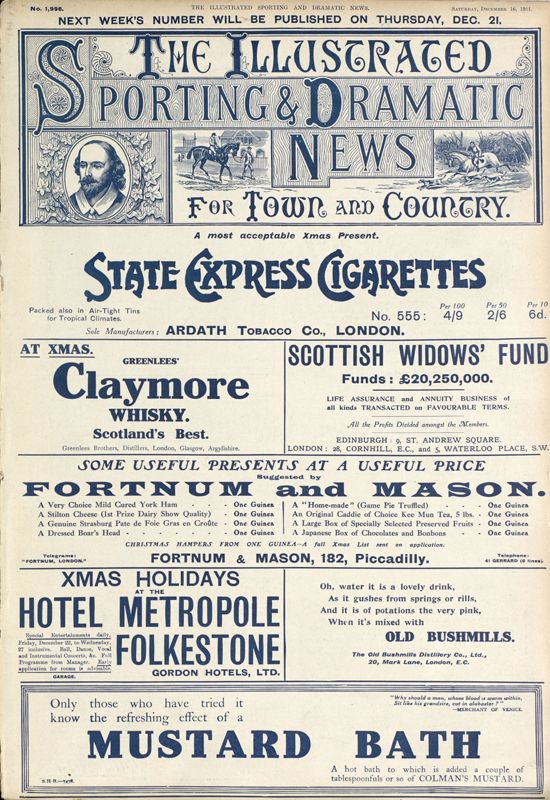 No. 1,996.
THE ILLUSTRATED SPORTING AND DRAMATIC NEWS.
SATURDAY, DECEMBER 16, 1911.
NEXT WEEK'S NUMBER WILL BE PUBLISHED ON THURSDAY, DEC. 21.
THE ILLUSTRATED
SPORTING & DRAMATIC
NEWS
FOR TOWN AND COUNTRY.
A most acceptable Xmas Present.
STATE EXPRESS CIGARETTES
Packed also in Air-Tight Tins
for Tropical Climates.
Per 100 Per 50 Per 10
No. 555: 4/9 2/6 6d.
Sole Manufacturers: ARDATH TOBACCO CO., LONDON.
AT XMAS.
GREENLEES'
Claymore
WHISKY.
Scotland's Best.
Greenlees Brothers, Distillers, London, Glasgow, Argyllshire.
SCOTTISH WIDOWS' FUND
Funds: £20,250,000.
LIFE ASSURANCE and ANNUITY BUSINESS of
all kinds TRANSACTED on FAVOURABLE TERMS.
All the Profits Divided amongst the Members.
EDINBURGH: 9, ST. ANDREW SQUARE.
LONDON: 28, CORNHILL, E.C., and 5, WATERLOO PLACE, S.W.
SOME USEFUL PRESENTS AT A USEFUL PRICE
Suggested by
FORTNUM and MASON.
A Very Choice Mild Cured York Ham - One Guinea
A Stilton Cheese (1st Prize Dairy Show Quality) - One Guinea
A Genuine Strasburg Pate de Foie Gras en Croûte - One Guinea
A Dressed Boar's Head - - - - - One Guinea
A "Home-made" (Game Pie Truffled) - One Guinea
An Original Caddie of Choice Kee Mun Tea, 5 lbs. - One Guinea
A Large Box of Specially Selected Preserved Fruits - One Guinea
A Japanese Box of Chocolates and Bonbons - One Guinea
CHRISTMAS HAMPERS FROM ONE GUINEA—A full Xmas List sent on application.
Telegrams:
"FORTNUM, LONDON."
FORTNUM & MASON, 182, Piccadilly.
Telephone:
41 GERRARD (9 lines).
XMAS HOLIDAYS
AT THE
HOTEL METROPOLE
FOLKESTONE
Special Entertainments daily,
Friday, December 22, to Wednesday,
27 inclusive. Ball, Dance, Vocal
and Instrumental Concerts, &c. Full
Programme from Manager. Early
application for rooms is advisable.
GARAGE.
GORDON HOTELS, LTD.
Oh, water it is a lovely drink,
As it gushes from springs or rills,
And it is of potations the very pink,
When it's mixed with
OLD BUSHMILLS.
The Old Bushmills Distillery Co., Ltd.,
20, Mark Lane, London, E.C.
Only those who have tried it
know the refreshing effect of a
"Why should a man, whose blood is warm within,
Sit like his grandsire, cut in alabaster?"
—MERCHANT OF VENICE.
MUSTARD BATH
A hot bath to which is added a couple of
tablespoonfuls or so of COLMAN'S MUSTARD.